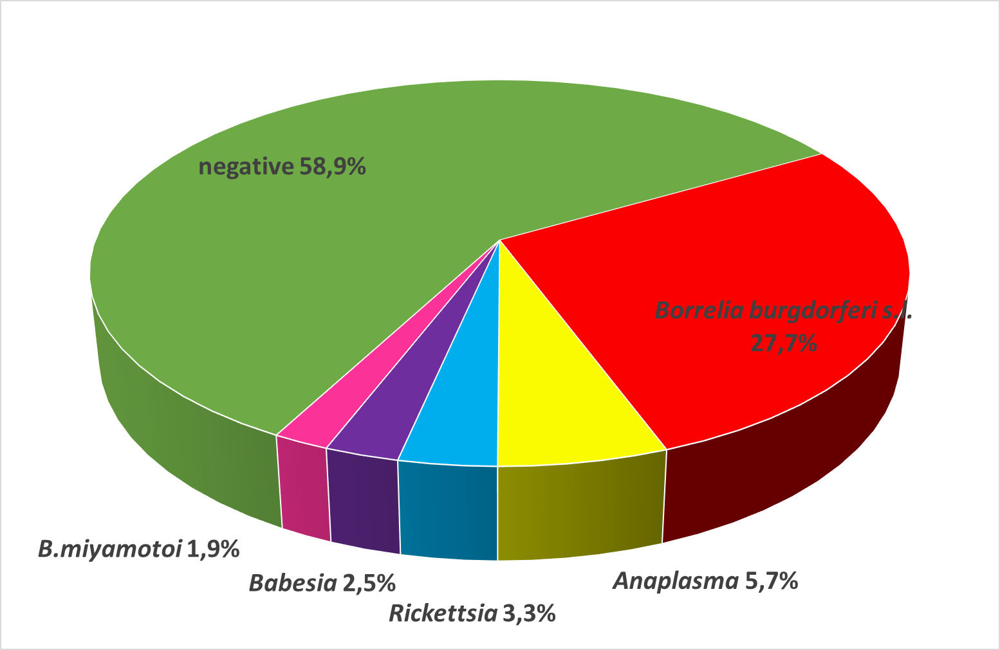 negative 58,9%
Borrelia burgdorferi s.l.
27,7%
B.miyamotoi 1,9%
Babesia 2,5%
Anaplasma 5,7%
Rickettsia 3,3%